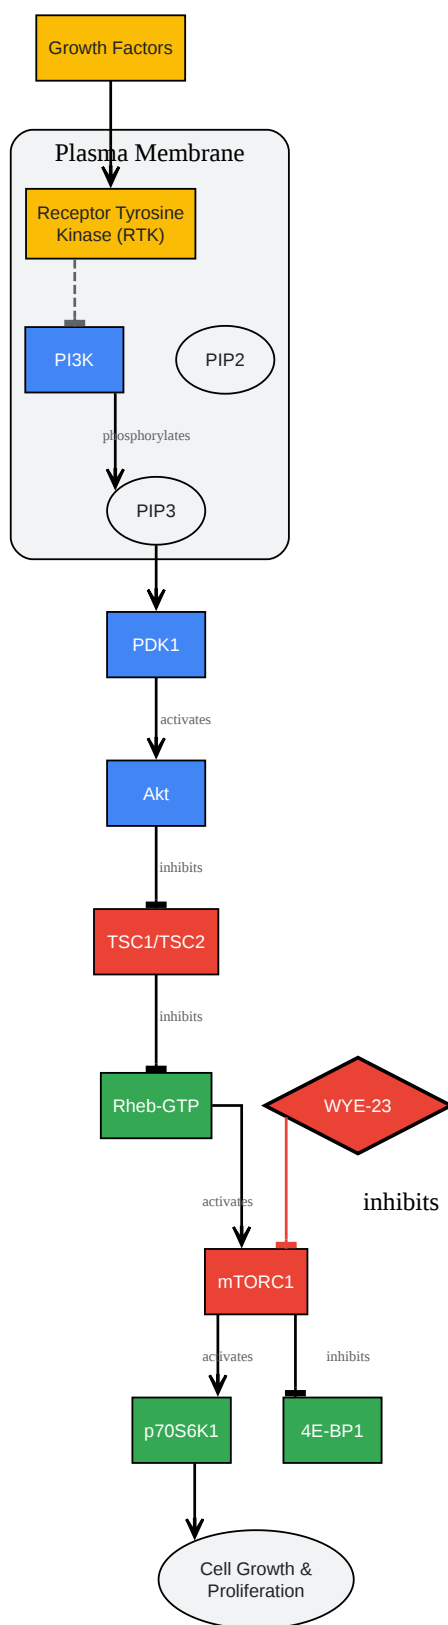 Growth Factors
Plasma Membrane
Receptor Tyrosine
Kinase (RTK)
PI3K
PIP2
phosphorylates
PIP3
PDK1
activates
Akt
inhibits
TSC1/TSC2
inhibits
Rheb-GTP
WYE-23
activates
inhibits
mTORC1
activates
inhibits
p70S6K1
4E-BP1
Cell Growth &
Proliferation